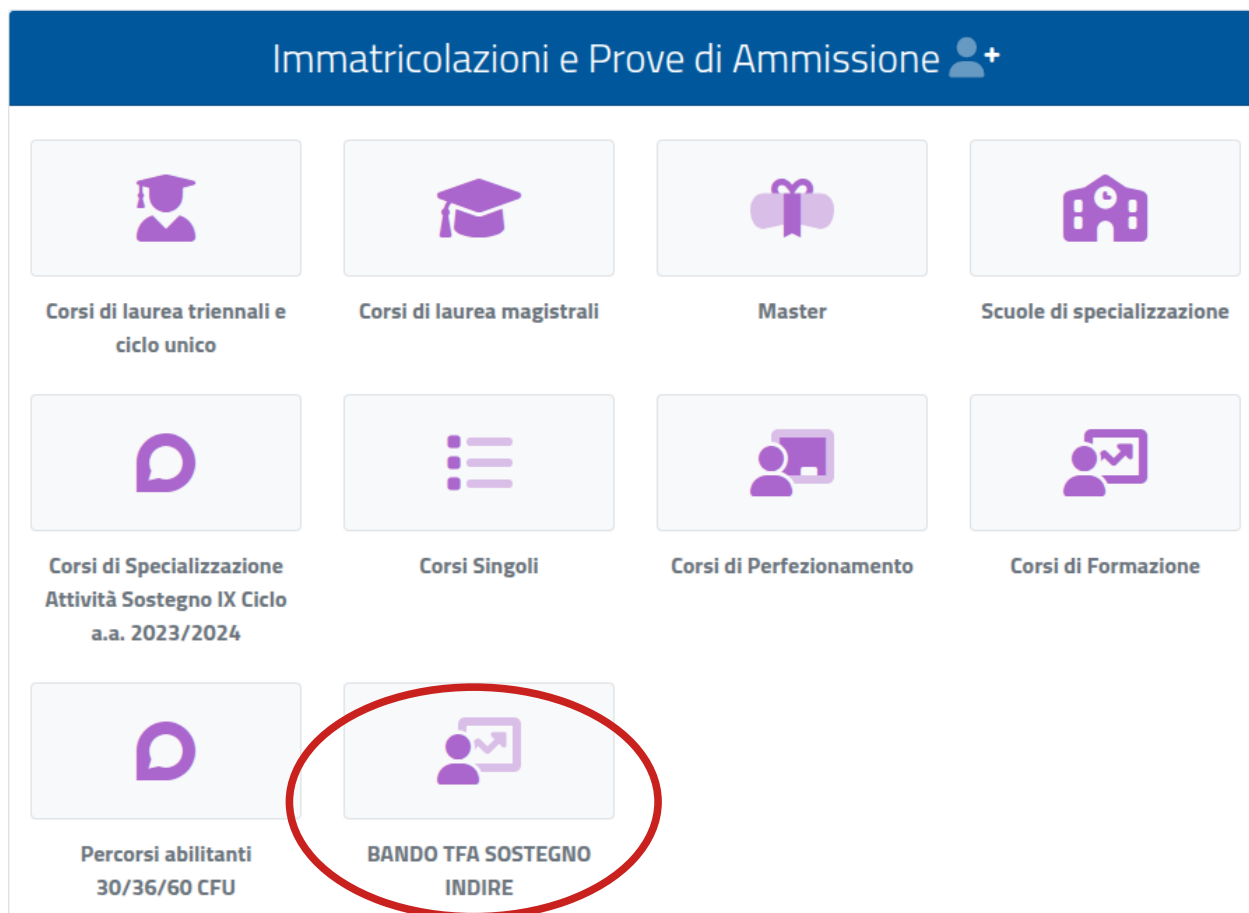 Immatricolazioni e Prove di Ammissione
Corsi di laurea triennali e
ciclo unico
Corsi di laurea magistrali
Master
Scuole di specializzazione
Corsi di Specializzazione
Attività Sostegno IX Ciclo
a.a. 2023/2024
Corsi Singoli
Corsi di Perfezionamento
Corsi di Formazione
Percorsi abilitanti
30/36/60 CFU
BANDO TFA SOSTEGNO
INDIRE